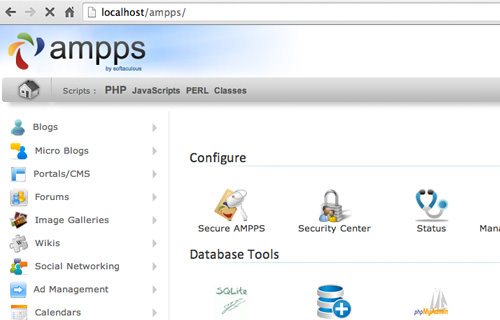 localhost/ampps/
ampps
by softaculous
Scripts : PHP JavaScripts PERL Classes
Blogs
Micro Blogs
Portals/CMS
Forums
Image Galleries
Wikis
Social Networking
Ad Management
Calendars
Configure
Secure AMPPS
Security Center
Status
Mana
Database Tools
SQLite
phpMyAdmin